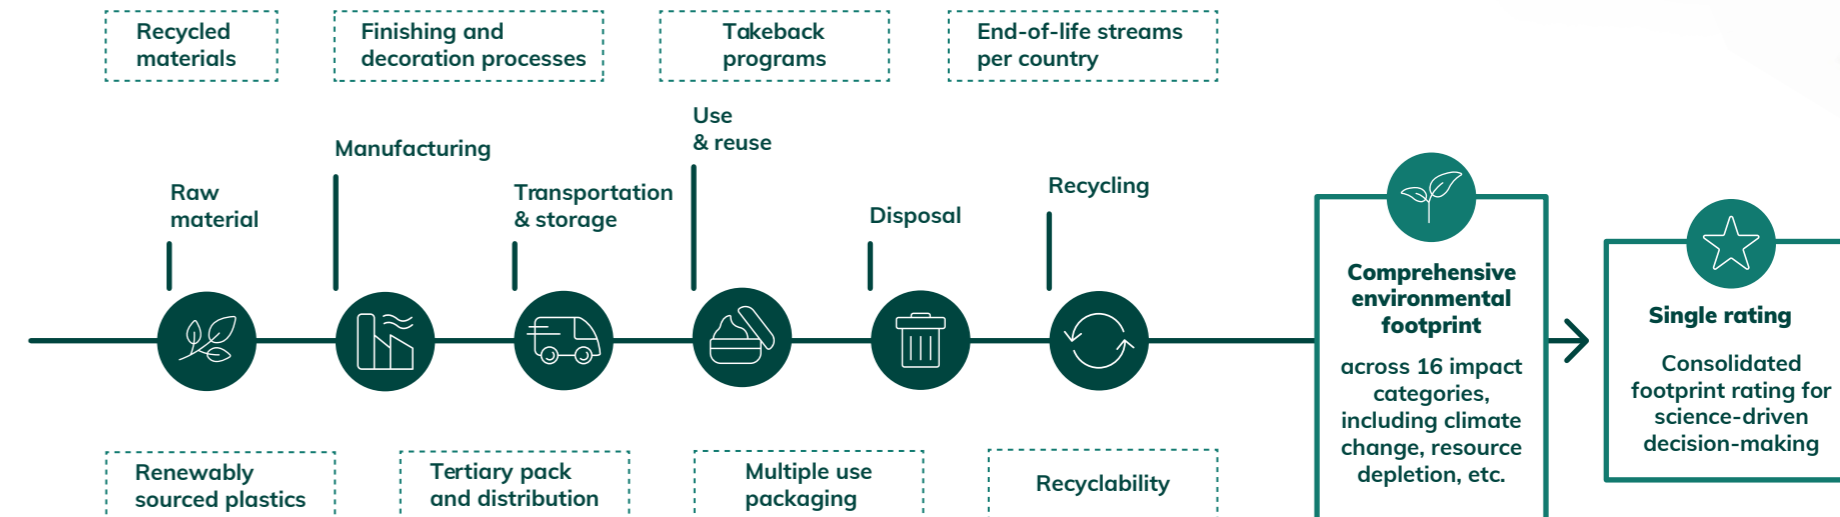 Recycled
materials
Finishing and
decoration processes
Takeback
programs
End-of-life streams
per country
Raw
material
Manufacturing
Transportation
& storage
Use
& reuse
Disposal
Recycling
Renewably
sourced plastics
Tertiary pack
and distribution
Multiple use
packaging
Recyclability
Comprehensive
environmental
footprint
across 16 impact
categories,
including climate
change, resource
depletion, etc.
Single rating
Consolidated
footprint rating for
science-driven
decision-making